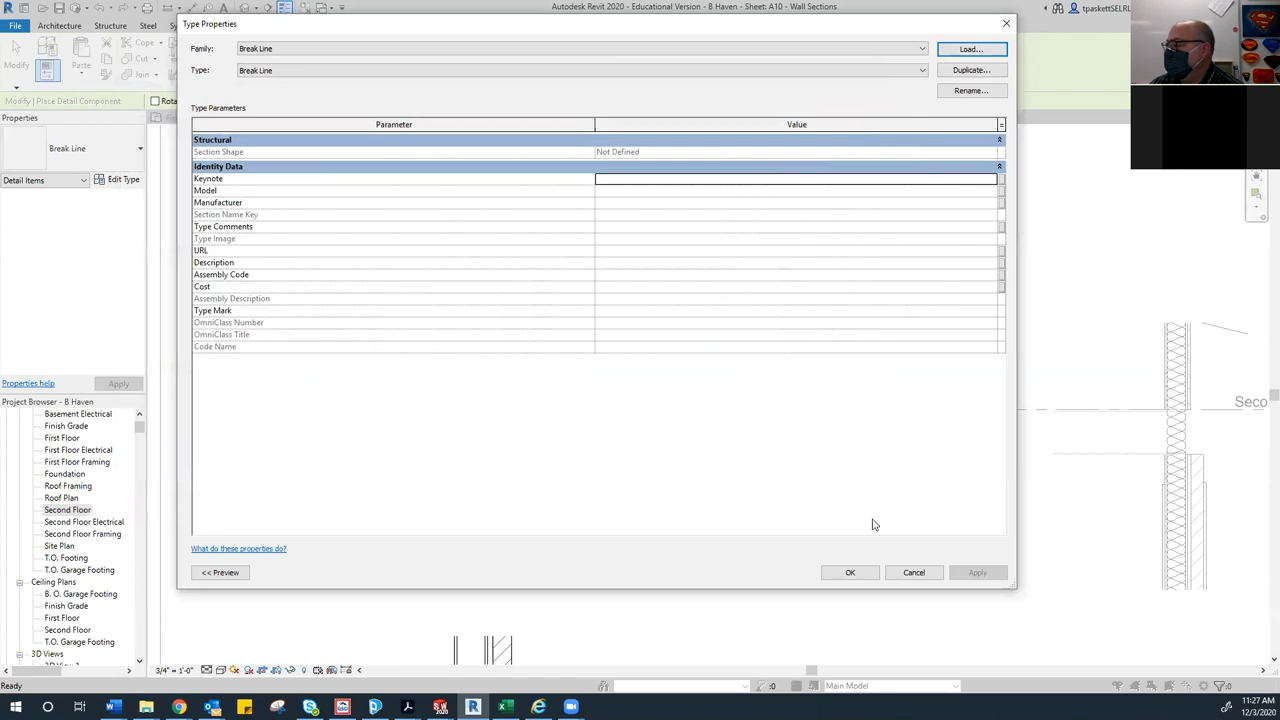 Autodesk Revit 2020 - Educational Version - B Haven - Sheet: A10 - Wall Sections
tpaskettSELRL
File Architecture Structure Steel
Type Properties
Family: Break Line Load...
Type: Break Line Duplicate...
Rename...
Modify Paste Cope Cut Join
Modify | Place Detail Component Rota
Type Parameters
Parameter Value =
Structural
Section Shape Not Defined
Identity Data
Keynote
Model
Manufacturer
Section Name Key
Type Comments
Type Image
URL
Description
Assembly Code
Cost
Assembly Description
Type Mark
OmniClass Number
OmniClass Title
Code Name
What do these properties do?
<< Preview OK Cancel Apply
Properties
Break Line
Detail Items Edit Type
Properties help Apply
Project Browser - B Haven
Basement Electrical
Finish Grade
First Floor
First Floor Electrical
First Floor Framing
Foundation
Roof Framing
Roof Plan
Second Floor
Second Floor Electrical
Second Floor Framing
Site Plan
T.O. Footing
T.O. Garage Footing
Ceiling Plans
B. O. Garage Footing
Finish Grade
First Floor
Second Floor
T.O. Garage Footing
3D Views
Seco
3/4" = 1'-0"
Ready :0 Main Model :0
11:27 AM
12/3/2020